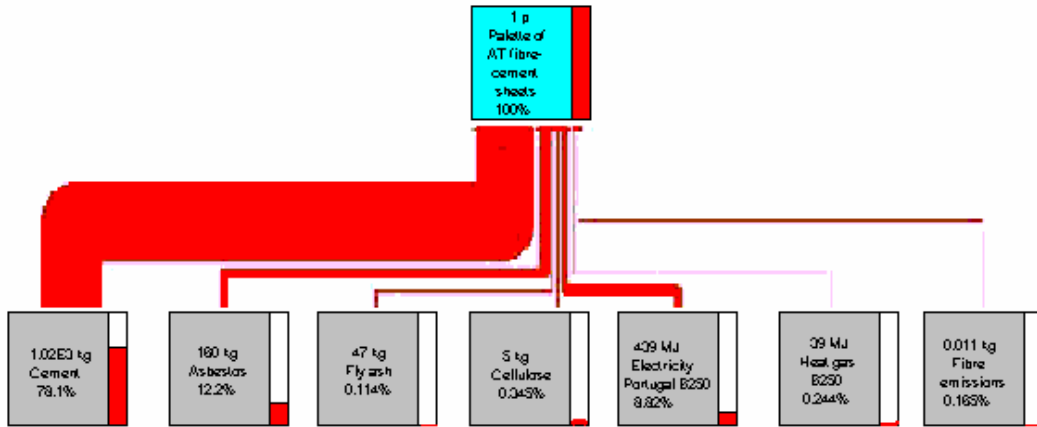 1 p
Palette of
AT fibre-
cement
sheets
100%
1.02E3 kg
Cement
78.1%
160 kg
Asbestos
12.2%
47 kg
Fly ash
0.114%
5 kg
Cellulose
0.345%
439 MJ
Electricity
Portugal B250
8.82%
39 MJ
Heat gas
B250
0.244%
0.011 kg
Fibre
emissions
0.165%